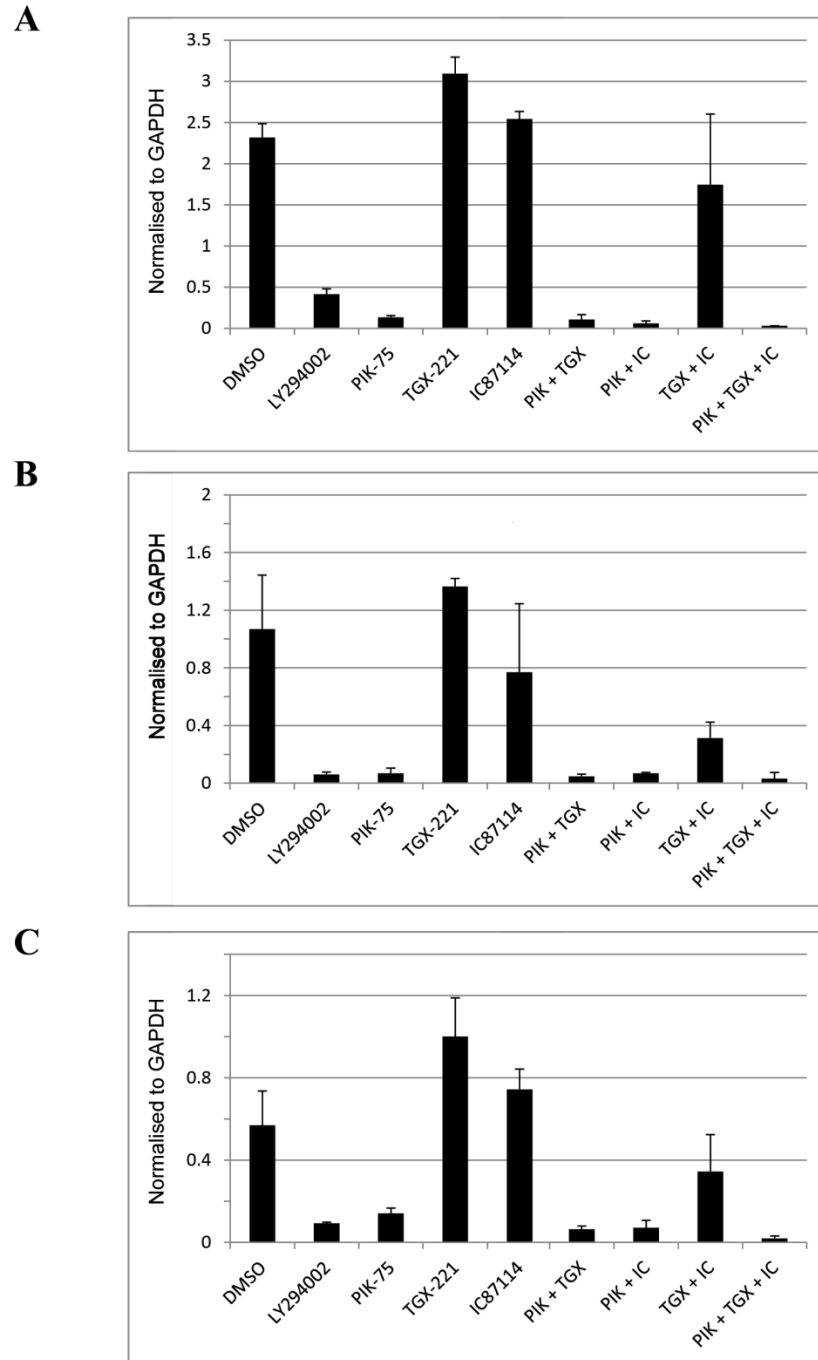 A
Normalised to GAPDH
3.5
3
2.5
2
1.5
1
0.5
0
DMSO
LY294002
PIK-75
TGX-221
IC87114
PIK + TGX
PIK + IC
TGX + IC
PIK + TGX + IC
B
Normalised to GAPDH
2
1.6
1.2
0.8
0.4
0
DMSO
LY294002
PIK-75
TGX-221
IC87114
PIK + TGX
PIK + IC
TGX + IC
PIK + TGX + IC
C
Normalised to GAPDH
1.2
0.8
0.4
0
DMSO
LY294002
PIK-75
TGX-221
IC87114
PIK + TGX
PIK + IC
TGX + IC
PIK + TGX + IC